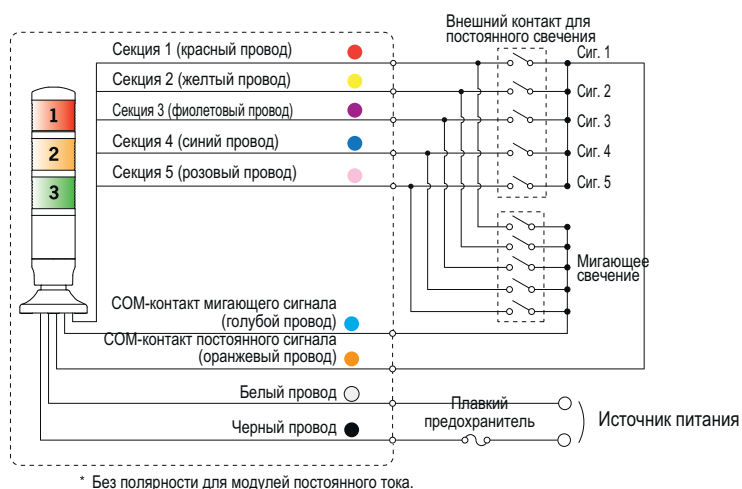 Внешний контакт для
постоянного свечения
Секция 1 (красный провод)
Сиг. 1
Секция 2 (желтый провод)
Сиг. 2
Секция 3 (фиолетовый провод)
Сиг. 3
Секция 4 (синий провод)
Сиг. 4
Секция 5 (розовый провод)
Сиг. 5
1
2
3
Мигающее
свечение
COM-контакт мигающего сигнала
(голубой провод)
COM-контакт постоянного сигнала
(оранжевый провод)
Белый провод
Плавкий
предохранитель
Источник питания
Черный провод
* Без полярности для модулей постоянного тока.